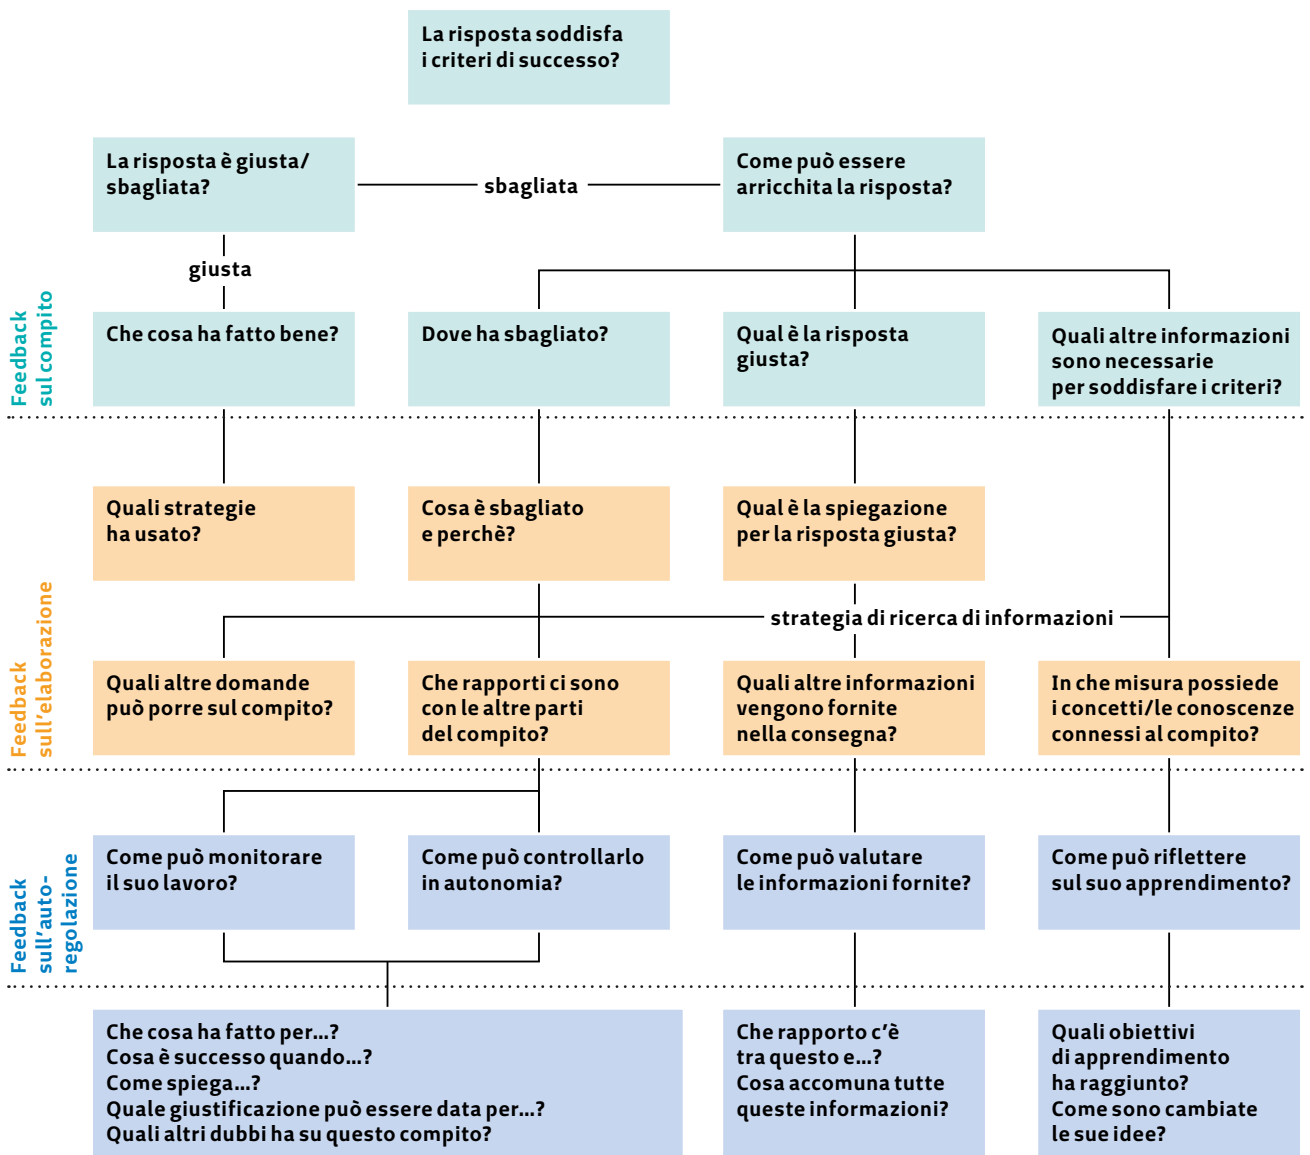 La risposta soddisfa
i criteri di successo?
La risposta è giusta/
sbagliata?
sbagliata
Come può essere
arricchita la risposta?
giusta
Feedback
sul compito
Che cosa ha fatto bene?
Dove ha sbagliato?
Qual è la risposta
giusta?
Quali altre informazioni
sono necessarie
per soddisfare i criteri?
Quali strategie
ha usato?
Cosa è sbagliato
e perchè?
Qual è la spiegazione
per la risposta giusta?
strategia di ricerca di informazioni
Feedback
sull'elaborazione
Quali altre domande
può porre sul compito?
Che rapporti ci sono
con le altre parti
del compito?
Quali altre informazioni
vengono fornite
nella consegna?
In che misura possiede
i concetti/le conoscenze
connessi al compito?
Feedback
sull'auto-
regolazione
Come può monitorare
il suo lavoro?
Come può controllarlo
in autonomia?
Come può valutare
le informazioni fornite?
Come può riflettere
sul suo apprendimento?
Che cosa ha fatto per...?
Cosa è successo quando...?
Come spiega...?
Quale giustificazione può essere data per...?
Quali altri dubbi ha su questo compito?
Che rapporto c'è
tra questo e...?
Cosa accomuna tutte
queste informazioni?
Quali obiettivi
di apprendimento
ha raggiunto?
Come sono cambiate
le sue idee?